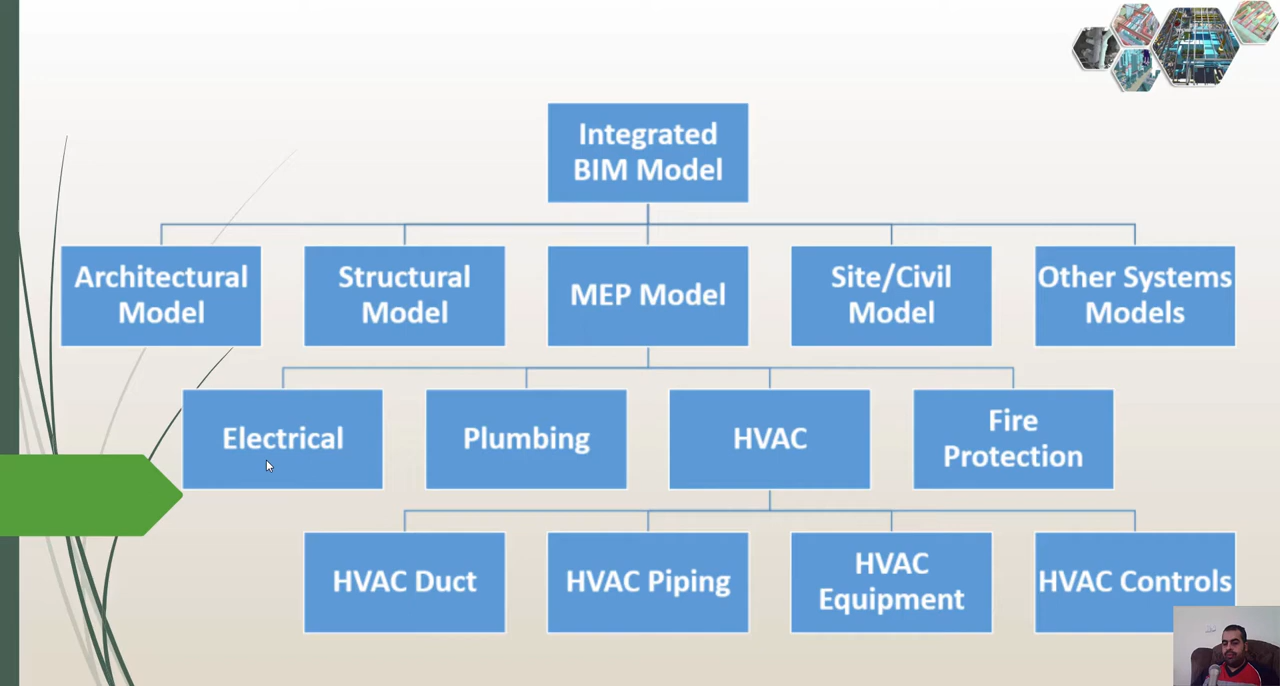 Integrated
BIM Model
Architectural
Model
Structural
Model
MEP Model
Site/Civil
Model
Other Systems
Models
Electrical
Plumbing
HVAC
Fire
Protection
HVAC Duct
HVAC Piping
HVAC
Equipment
HVAC Controls